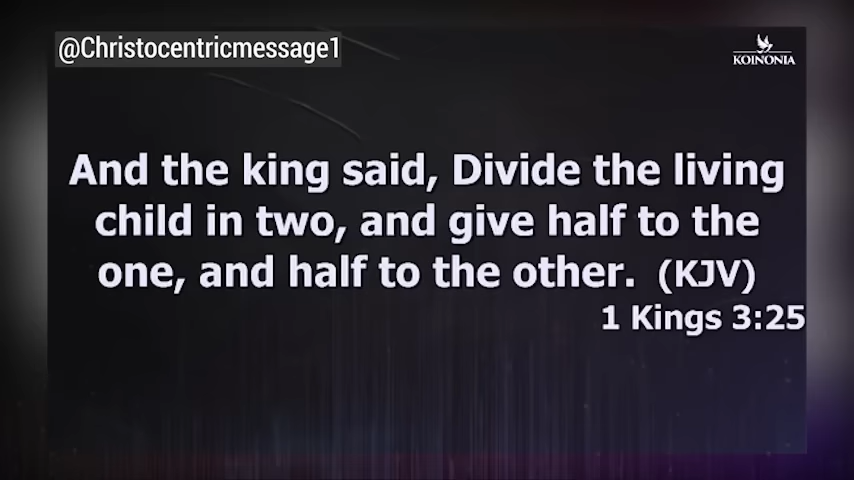 @Christocentricmessage1
KOINONIA
And the king said, Divide the living
child in two, and give half to the
one, and half to the other. (KJV)
1 Kings 3:25